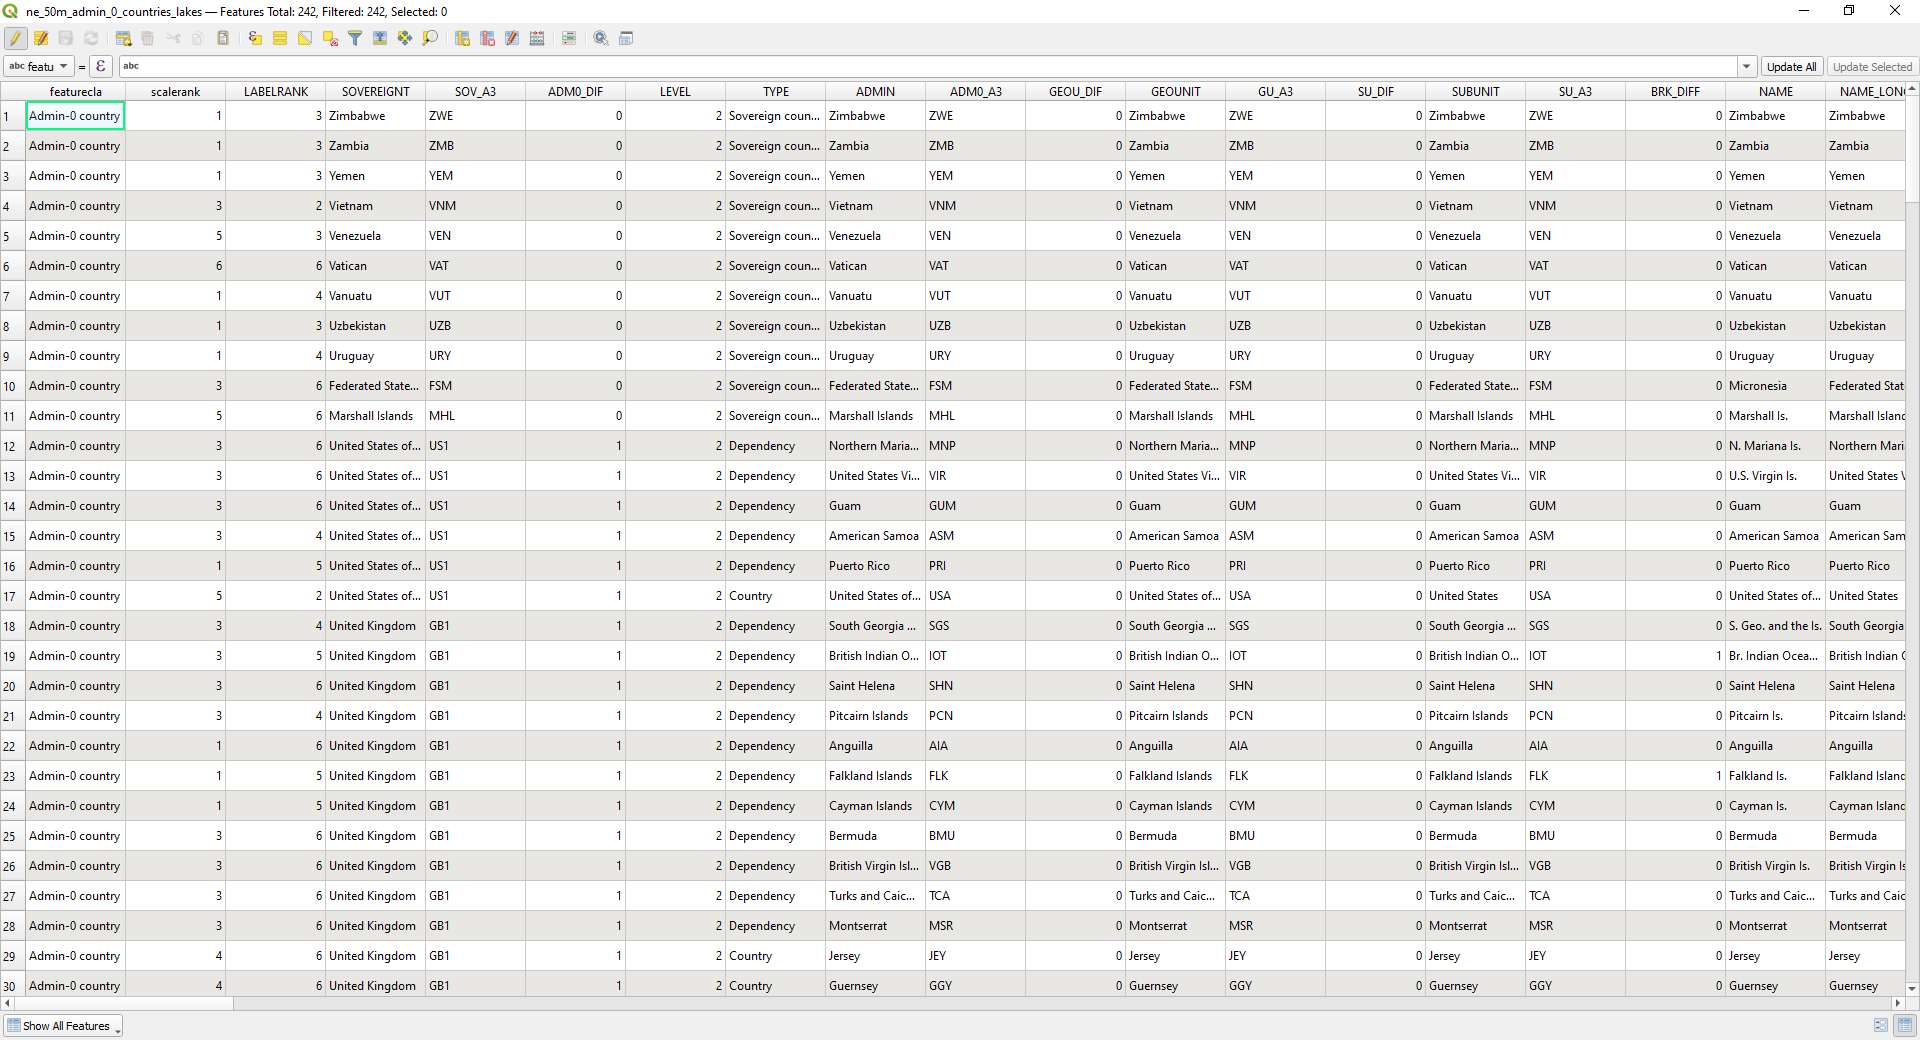 ne_50m_admin_0_countries_lakes — Features Total: 242, Filtered: 242, Selected: 0
abc featu = ε abc Update All Update Selected
featurecla scalerank LABELRANK SOVEREIGNT SOV_A3 ADM0_DIF LEVEL TYPE ADMIN ADM0_A3 GEOU_DIF GEOUNIT GU_A3 SU_DIF SUBUNIT SU_A3 BRK_DIFF NAME NAME_LONG
1 Admin-0 country 1 3 Zimbabwe ZWE 0 2 Sovereign coun... Zimbabwe ZWE 0 Zimbabwe ZWE 0 Zimbabwe ZWE 0 Zimbabwe Zimbabwe
2 Admin-0 country 1 3 Zambia ZMB 0 2 Sovereign coun... Zambia ZMB 0 Zambia ZMB 0 Zambia ZMB 0 Zambia Zambia
3 Admin-0 country 1 3 Yemen YEM 0 2 Sovereign coun... Yemen YEM 0 Yemen YEM 0 Yemen YEM 0 Yemen Yemen
4 Admin-0 country 3 2 Vietnam VNM 0 2 Sovereign coun... Vietnam VNM 0 Vietnam VNM 0 Vietnam VNM 0 Vietnam Vietnam
5 Admin-0 country 5 3 Venezuela VEN 0 2 Sovereign coun... Venezuela VEN 0 Venezuela VEN 0 Venezuela VEN 0 Venezuela Venezuela
6 Admin-0 country 6 6 Vatican VAT 0 2 Sovereign coun... Vatican VAT 0 Vatican VAT 0 Vatican VAT 0 Vatican Vatican
7 Admin-0 country 1 4 Vanuatu VUT 0 2 Sovereign coun... Vanuatu VUT 0 Vanuatu VUT 0 Vanuatu VUT 0 Vanuatu Vanuatu
8 Admin-0 country 1 3 Uzbekistan UZB 0 2 Sovereign coun... Uzbekistan UZB 0 Uzbekistan UZB 0 Uzbekistan UZB 0 Uzbekistan Uzbekistan
9 Admin-0 country 1 4 Uruguay URY 0 2 Sovereign coun... Uruguay URY 0 Uruguay URY 0 Uruguay URY 0 Uruguay Uruguay
10 Admin-0 country 3 6 Federated State... FSM 0 2 Sovereign coun... Federated State... FSM 0 Federated State... FSM 0 Federated State... FSM 0 Micronesia Federated Stat
11 Admin-0 country 5 6 Marshall Islands MHL 0 2 Sovereign coun... Marshall Islands MHL 0 Marshall Islands MHL 0 Marshall Islands MHL 0 Marshall Is. Marshall Islanc
12 Admin-0 country 3 6 United States of... US1 1 2 Dependency Northern Maria... MNP 0 Northern Maria... MNP 0 Northern Maria... MNP 0 N. Mariana Is. Northern Maria
13 Admin-0 country 3 6 United States of... US1 1 2 Dependency United States Vi... VIR 0 United States Vi... VIR 0 United States Vi... VIR 0 U.S. Virgin Is. United States V
14 Admin-0 country 3 6 United States of... US1 1 2 Dependency Guam GUM 0 Guam GUM 0 Guam GUM 0 Guam Guam
15 Admin-0 country 3 4 United States of... US1 1 2 Dependency American Samoa ASM 0 American Samoa ASM 0 American Samoa ASM 0 American Samoa American Sam
16 Admin-0 country 1 5 United States of... US1 1 2 Dependency Puerto Rico PRI 0 Puerto Rico PRI 0 Puerto Rico PRI 0 Puerto Rico Puerto Rico
17 Admin-0 country 5 2 United States of... US1 1 2 Country United States of... USA 0 United States of... USA 0 United States USA 0 United States of... United States
18 Admin-0 country 3 4 United Kingdom GB1 1 2 Dependency South Georgia ... SGS 0 South Georgia ... SGS 0 South Georgia ... SGS 0 S. Geo. and the Is. South Georgia
19 Admin-0 country 3 5 United Kingdom GB1 1 2 Dependency British Indian O... IOT 0 British Indian O... IOT 0 British Indian O... IOT 1 Br. Indian Ocea... British Indian O
20 Admin-0 country 3 6 United Kingdom GB1 1 2 Dependency Saint Helena SHN 0 Saint Helena SHN 0 Saint Helena SHN 0 Saint Helena Saint Helena
21 Admin-0 country 3 4 United Kingdom GB1 1 2 Dependency Pitcairn Islands PCN 0 Pitcairn Islands PCN 0 Pitcairn Islands PCN 0 Pitcairn Is. Pitcairn Islands
22 Admin-0 country 1 6 United Kingdom GB1 1 2 Dependency Anguilla AIA 0 Anguilla AIA 0 Anguilla AIA 0 Anguilla Anguilla
23 Admin-0 country 1 5 United Kingdom GB1 1 2 Dependency Falkland Islands FLK 0 Falkland Islands FLK 0 Falkland Islands FLK 1 Falkland Is. Falkland Islanc
24 Admin-0 country 1 5 United Kingdom GB1 1 2 Dependency Cayman Islands CYM 0 Cayman Islands CYM 0 Cayman Islands CYM 0 Cayman Is. Cayman Islanc
25 Admin-0 country 3 6 United Kingdom GB1 1 2 Dependency Bermuda BMU 0 Bermuda BMU 0 Bermuda BMU 0 Bermuda Bermuda
26 Admin-0 country 3 6 United Kingdom GB1 1 2 Dependency British Virgin Isl... VGB 0 British Virgin Isl... VGB 0 British Virgin Isl... VGB 0 British Virgin Is. British Virgin Is
27 Admin-0 country 3 6 United Kingdom GB1 1 2 Dependency Turks and Caic... TCA 0 Turks and Caic... TCA 0 Turks and Caic... TCA 0 Turks and Caic... Turks and Caic
28 Admin-0 country 3 6 United Kingdom GB1 1 2 Dependency Montserrat MSR 0 Montserrat MSR 0 Montserrat MSR 0 Montserrat Montserrat
29 Admin-0 country 4 6 United Kingdom GB1 1 2 Country Jersey JEY 0 Jersey JEY 0 Jersey JEY 0 Jersey Jersey
30 Admin-0 country 4 6 United Kingdom GB1 1 2 Country Guernsey GGY 0 Guernsey GGY 0 Guernsey GGY 0 Guernsey Guernsey
Show All Features